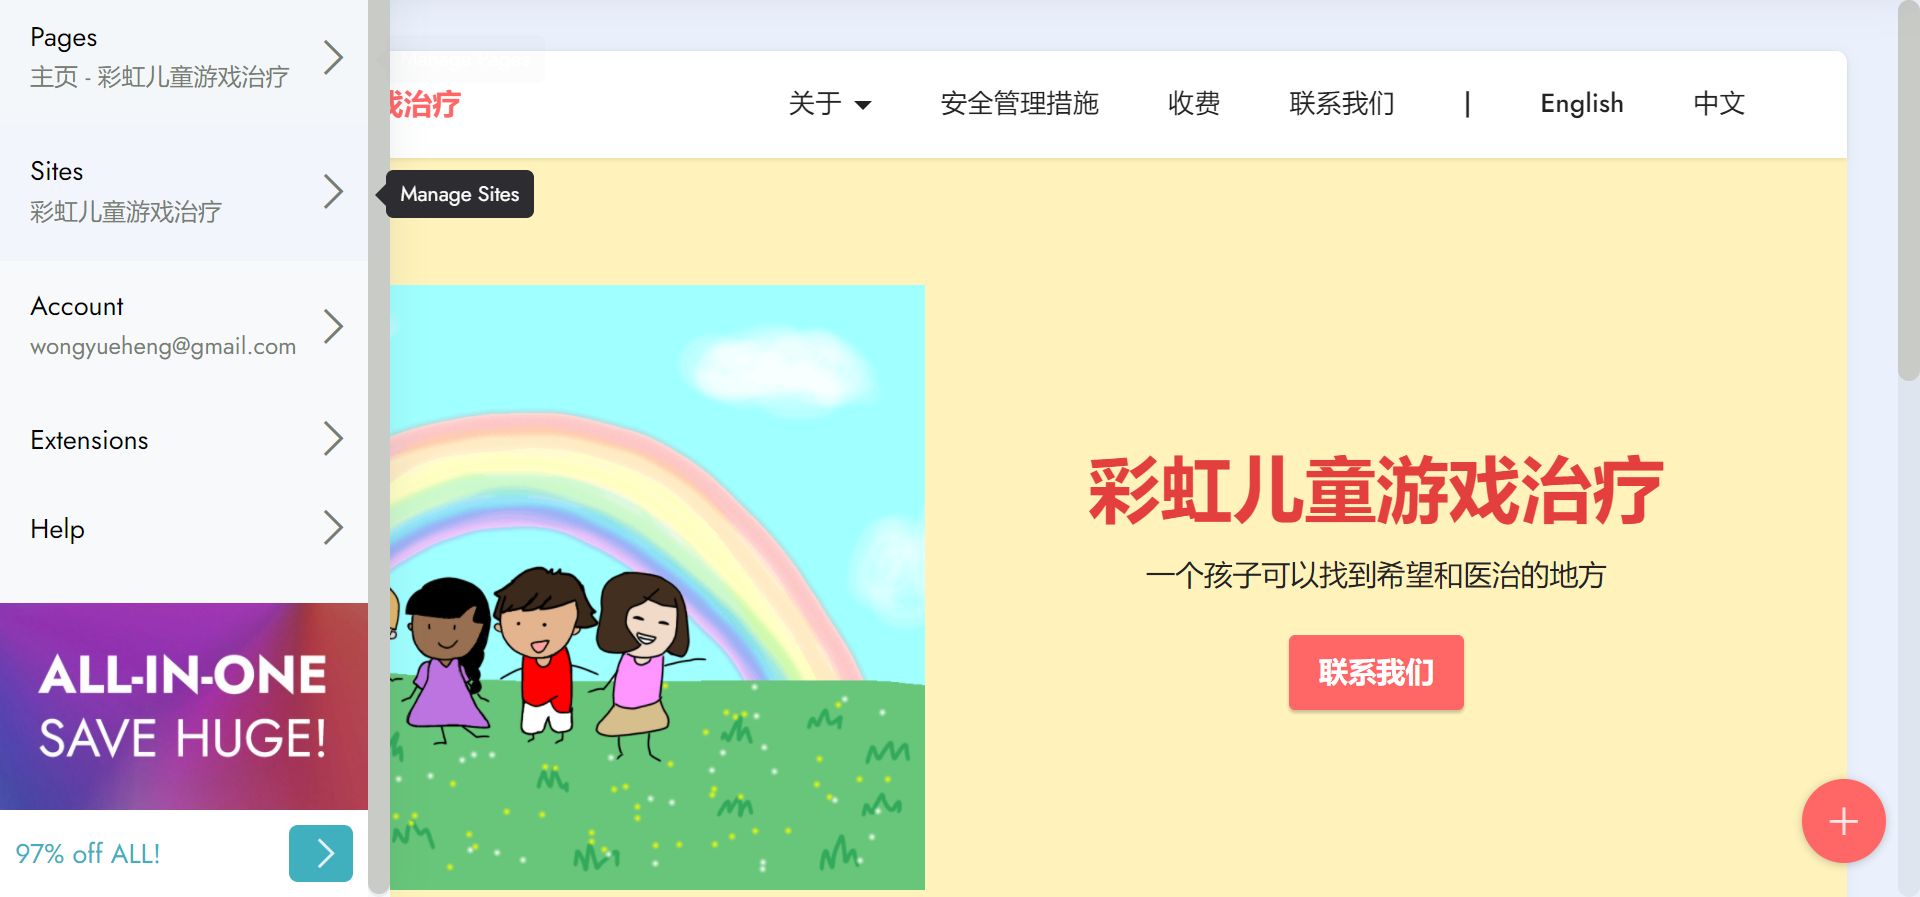 Pages
主页 - 彩虹儿童游戏治疗
Sites
彩虹儿童游戏治疗
Manage Sites
Account
wongyueheng@gmail.com
Extensions
Help
ALL-IN-ONE
SAVE HUGE!
97% off ALL!
Manage Pages
戏治疗
关于
安全管理措施
收费
联系我们
|
English
中文
彩虹儿童游戏治疗
一个孩子可以找到希望和医治的地方
联系我们